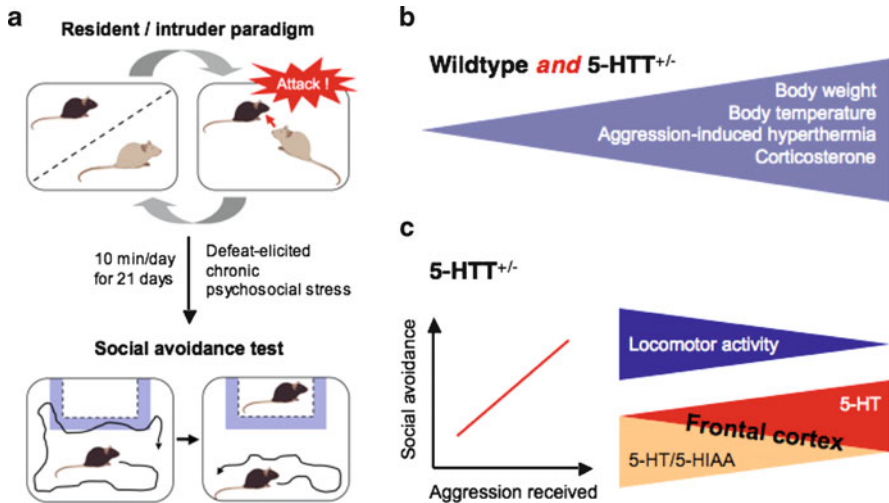 a
Resident / intruder paradigm
Attack !
10 min/day
for 21 days
Defeat-elicited
chronic
psychosocial stress
Social avoidance test
b
Wildtype and 5-HTT+/-
Body weight
Body temperature
Aggression-induced hyperthermia
Corticosterone
c
5-HTT+/-
Social avoidance
Aggression received
Locomotor activity
5-HT
Frontal cortex
5-HT/5-HIAA